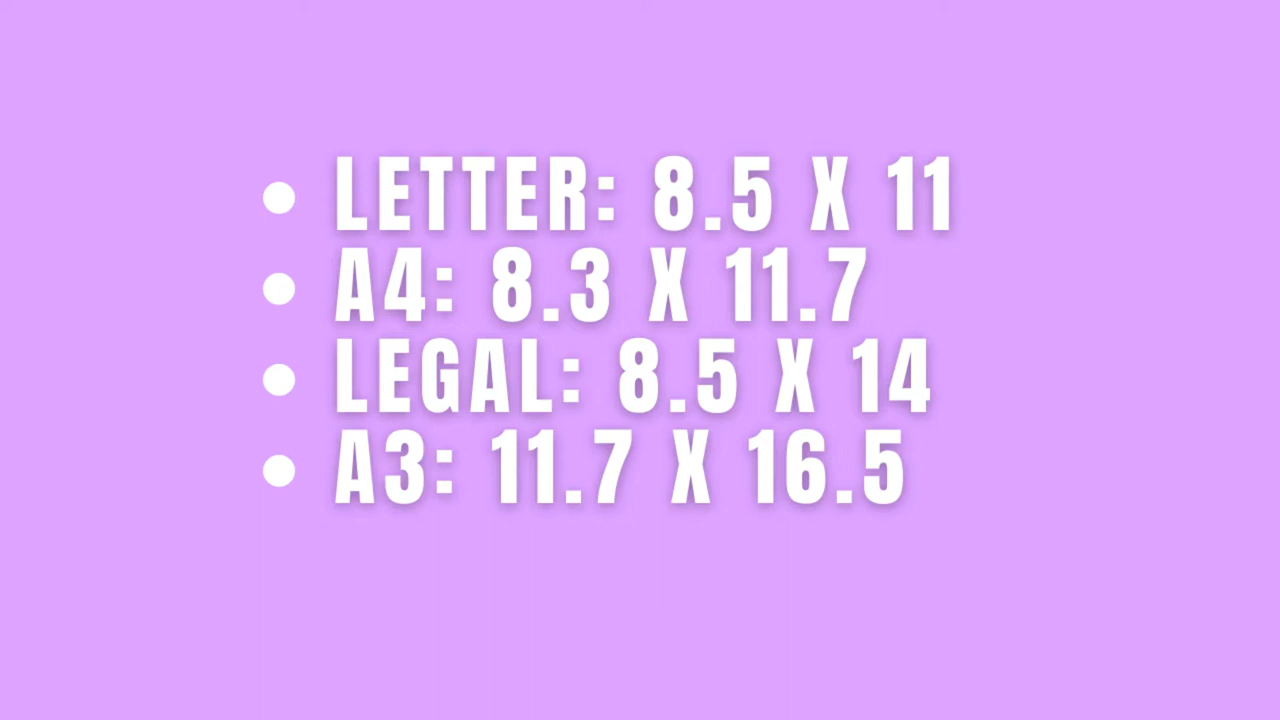 LETTER: 8.5 X 11
A4: 8.3 X 11.7
LEGAL: 8.5 X 14
A3: 11.7 X 16.5